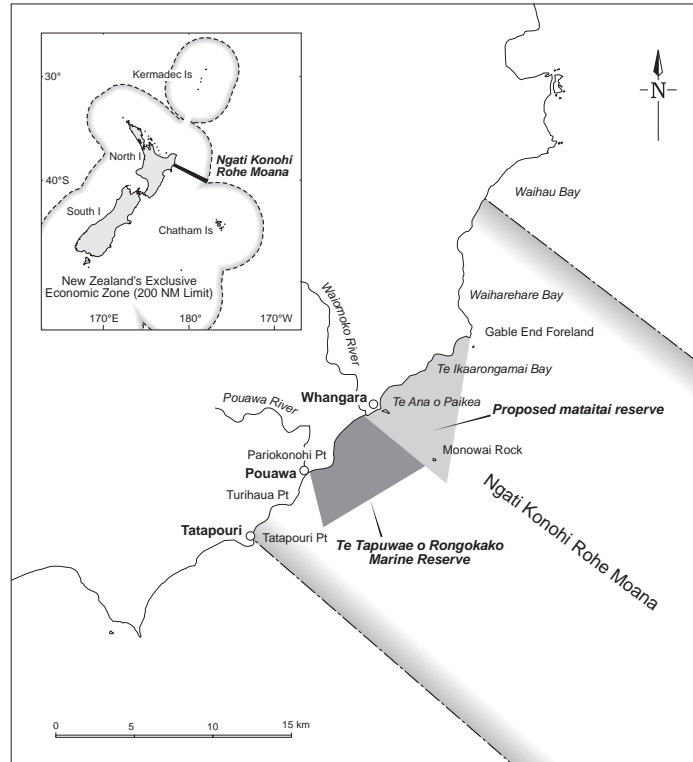 30°
Kermadec Is
North I
Ngati Konohi
Rohe Moana
40°S
South I
Chatham Is
New Zealand's Exclusive
Economic Zone (200 NM Limit)
170°E
180°
170°W
N
Waihau Bay
Waiharehare Bay
Gable End Foreland
Waiomoko River
Te Ikaarongamai Bay
Whangara
Te Ana o Paikea
Pouawa River
Proposed mataitai reserve
Pariokonohi Pt
Monowai Rock
Pouawa
Turihaua Pt
Ngati Konohi Rohe Moana
Tatapouri
Tatapouri Pt
Te Tapuwae o Rongokako
Marine Reserve
0
5
10
15 km